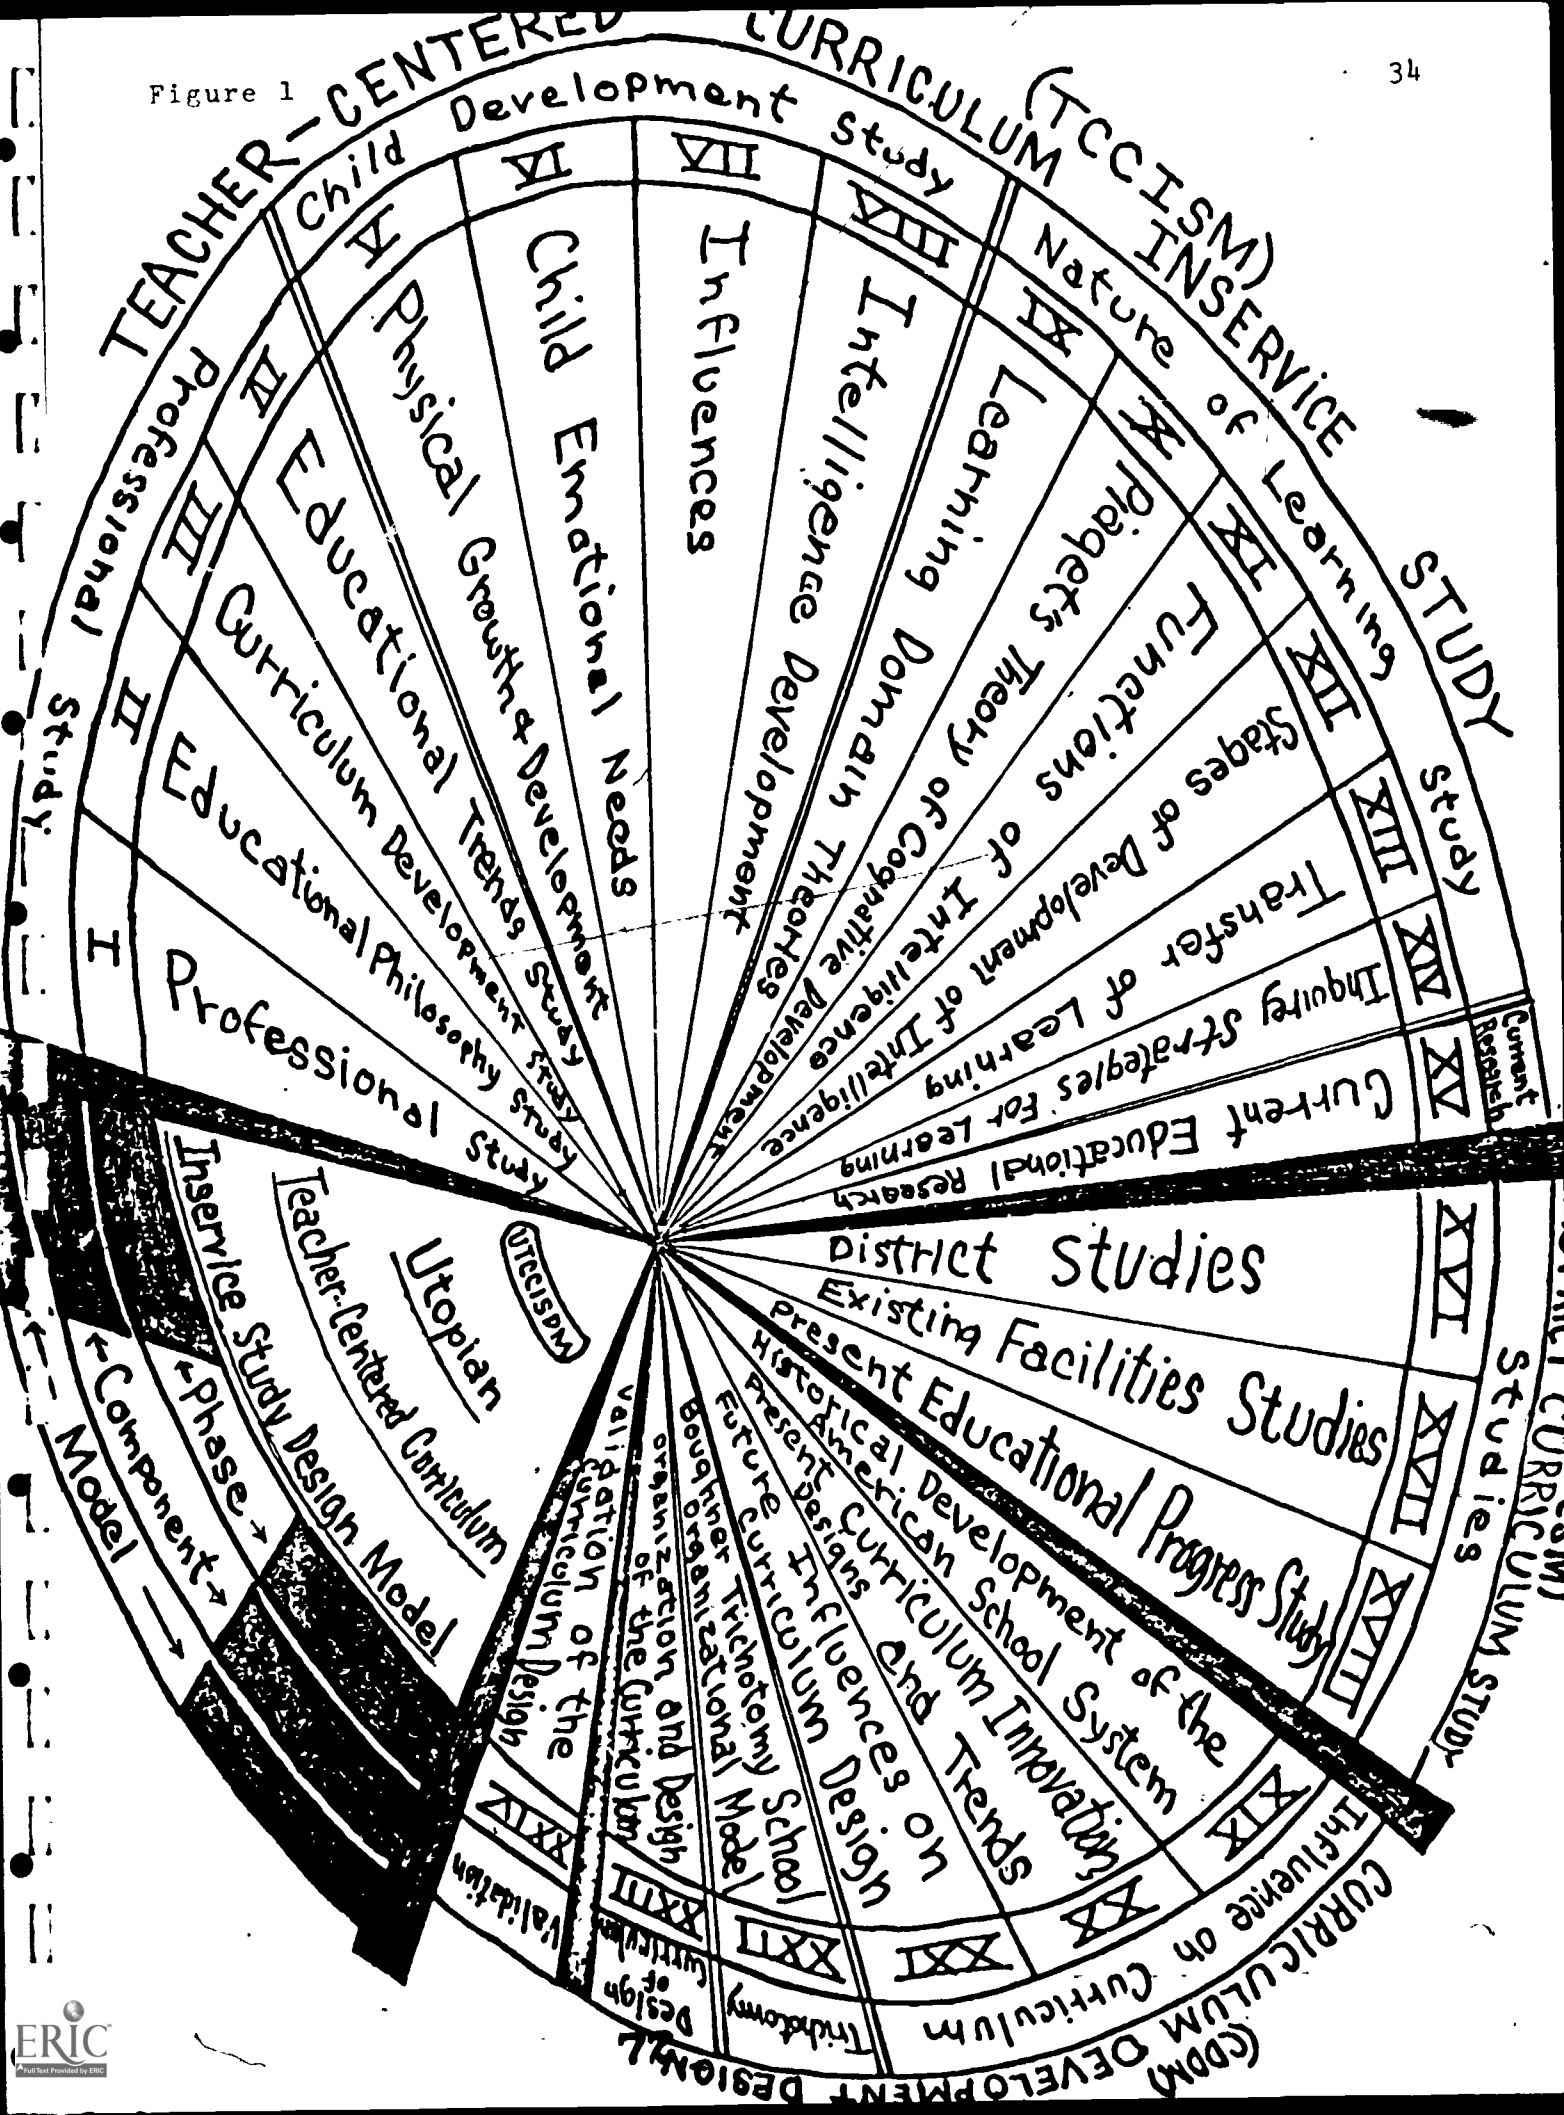 Figure 1
34
TEACHER-CENTERED CURRICULUM
(TCCISM)
INSERVICE STUDY
Professional Study
Child Development Study
Nature of Learning Study
Current Research
I
Professional Study
II
Educational Philosophy Study
III
Curriculum Development Study
IV
Educational Trends Study
V
Physical Growth & Development
VI
Child Emotional Needs
VII
Influences
VIII
Intelligence Development
IX
Learning Domain Theories
X
Piaget's Theory of Cognative Development
XI
Functions of Intelligence
XII
Stages of Development of Intelligence
XIII
Transfer of Learning
XIV
Inquiry Strategies For Learning
XV
Current Educational Research
XVI
District Studies
XVII
Existing Facilities Studies
XVIII
Present Educational Progress Study
Studies
CURRICULUM STUDY
XIX
Historical Development of the
American School System
XX
Present Curriculum Innovations
Designs and Trends
XXI
Future Influences on
Curriculum Design
XXII
Boughner Trichotomy School
Organizational Model
XXIII
Organization and Design
of the Curriculum
XXIV
Validation of the
Curriculum Design
Influence on Curriculum
Trichotomy
Design
of
Curriculum
Validation
CURRICULUM DEVELOPMENT DESIGN
(CDDM)
UTCCISDM
Utopian
Teacher-Centered Curriculum
Inservice Study Design Model
Phase
Component
Model
ERIC
Full Text Provided by ERIC